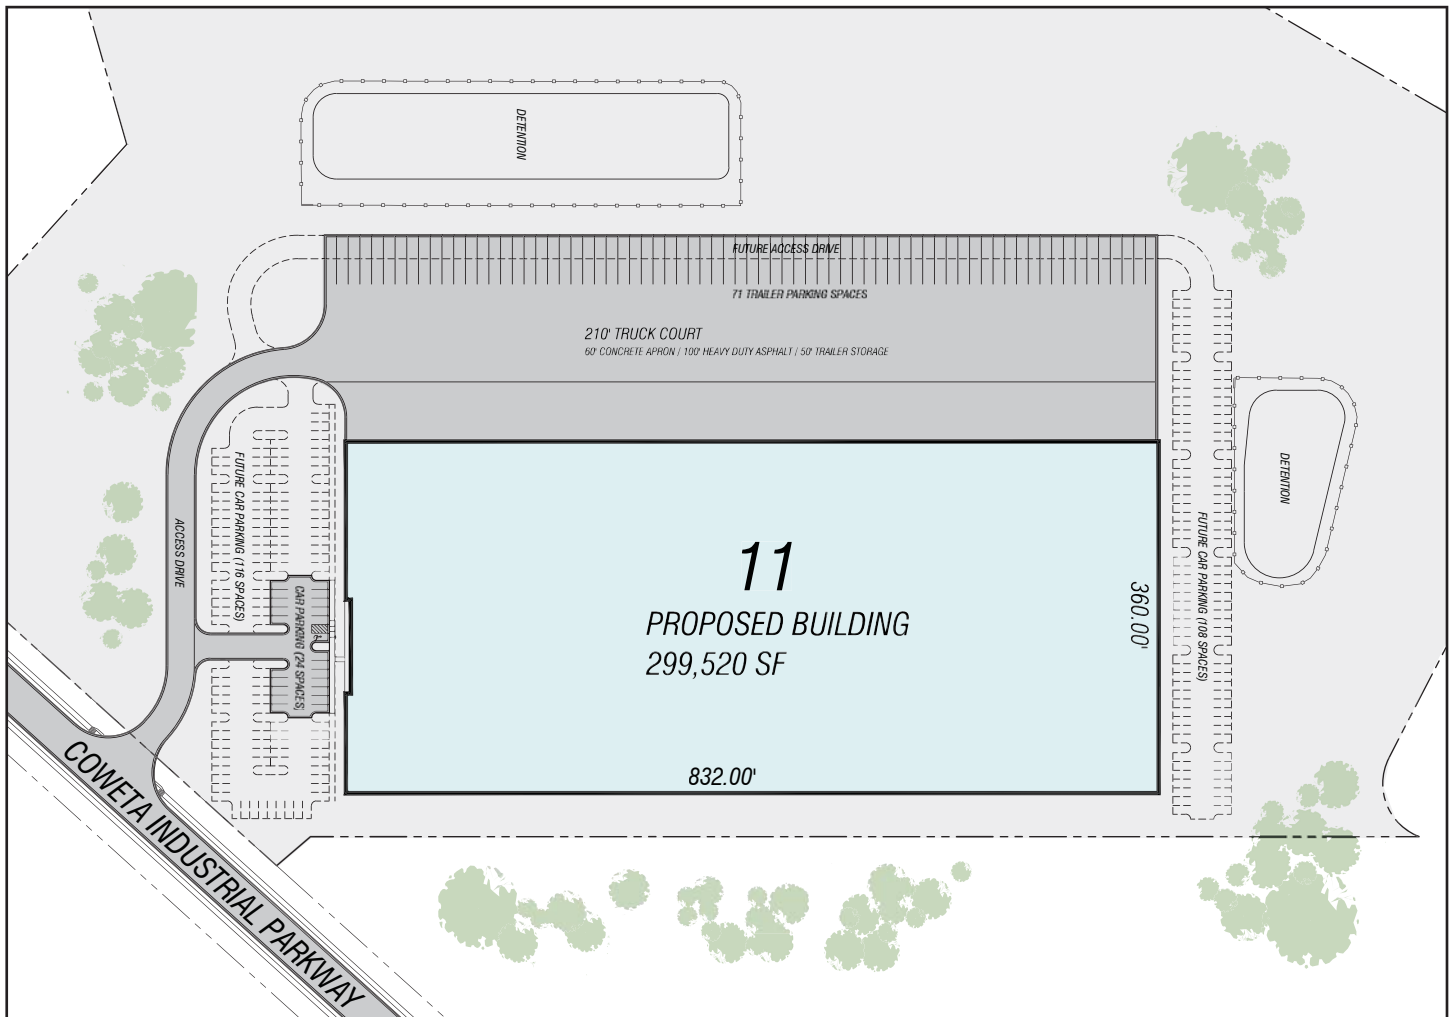 DETENTION
FUTURE ACCESS DRIVE
71 TRAILER PARKING SPACES
210' TRUCK COURT
60' CONCRETE APRON / 100' HEAVY DUTY ASPHALT / 50' TRAILER STORAGE
FUTURE CAR PARKING (116 SPACES)
ACCESS DRIVE
CAR PARKING (24 SPACES)
11
PROPOSED BUILDING
299,520 SF
360.00'
832.00'
FUTURE CAR PARKING (108 SPACES)
DETENTION
COWETA INDUSTRIAL PARKWAY